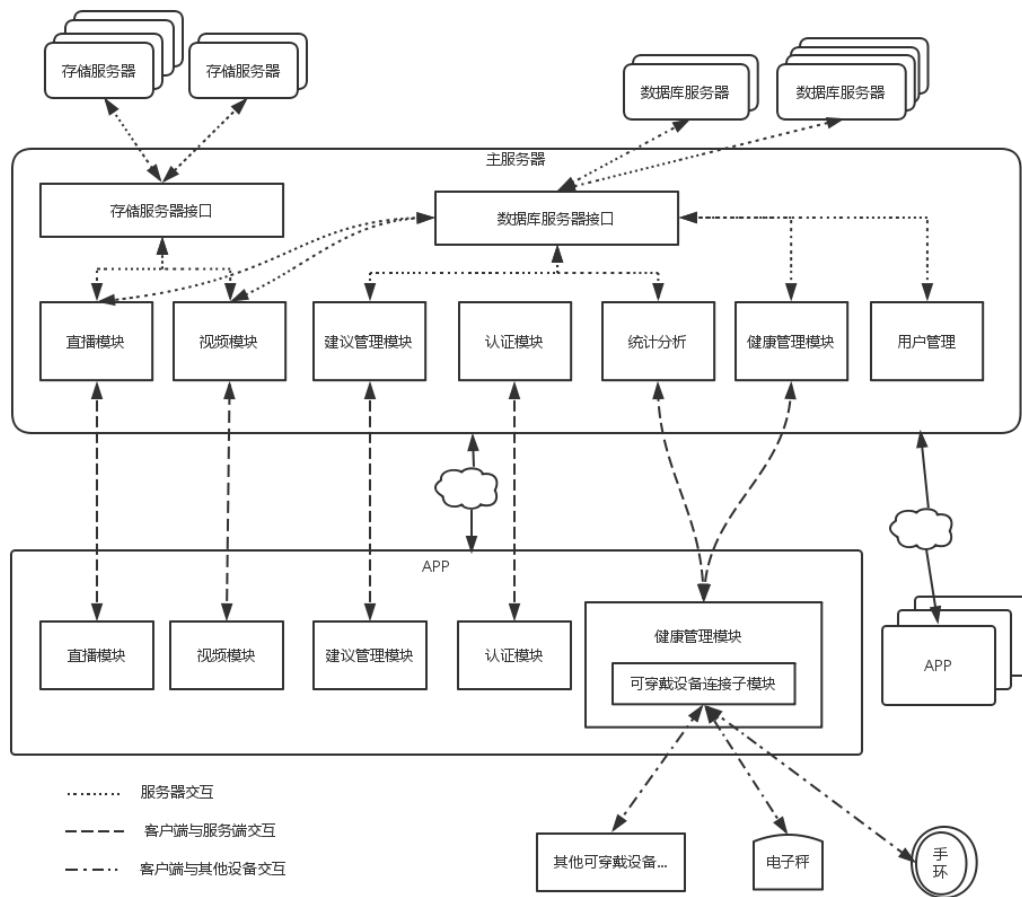 存储服务器
存储服务器
数据库服务器
数据库服务器
主服务器
存储服务器接口
数据库服务器接口
直播模块
视频模块
建议管理模块
认证模块
统计分析
健康管理模块
用户管理
APP
直播模块
视频模块
建议管理模块
认证模块
健康管理模块
可穿戴设备连接子模块
APP
服务器交互
客户端与服务端交互
客户端与其他设备交互
其他可穿戴设备...
电子秤
手
环